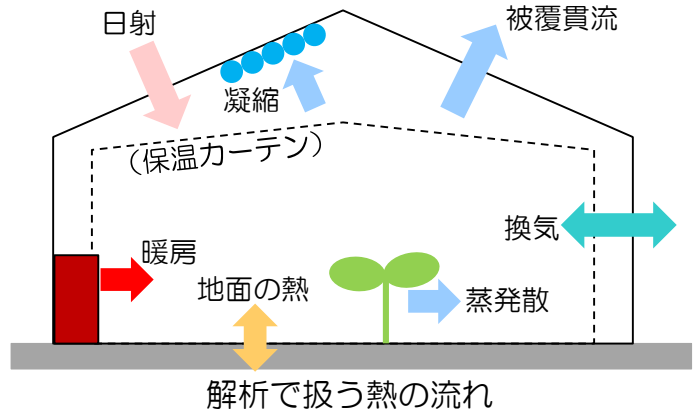 日射
被覆貫流
凝縮
（保温カーテン）
換気
暖房
地面の熱
蒸発散
解析で扱う熱の流れ